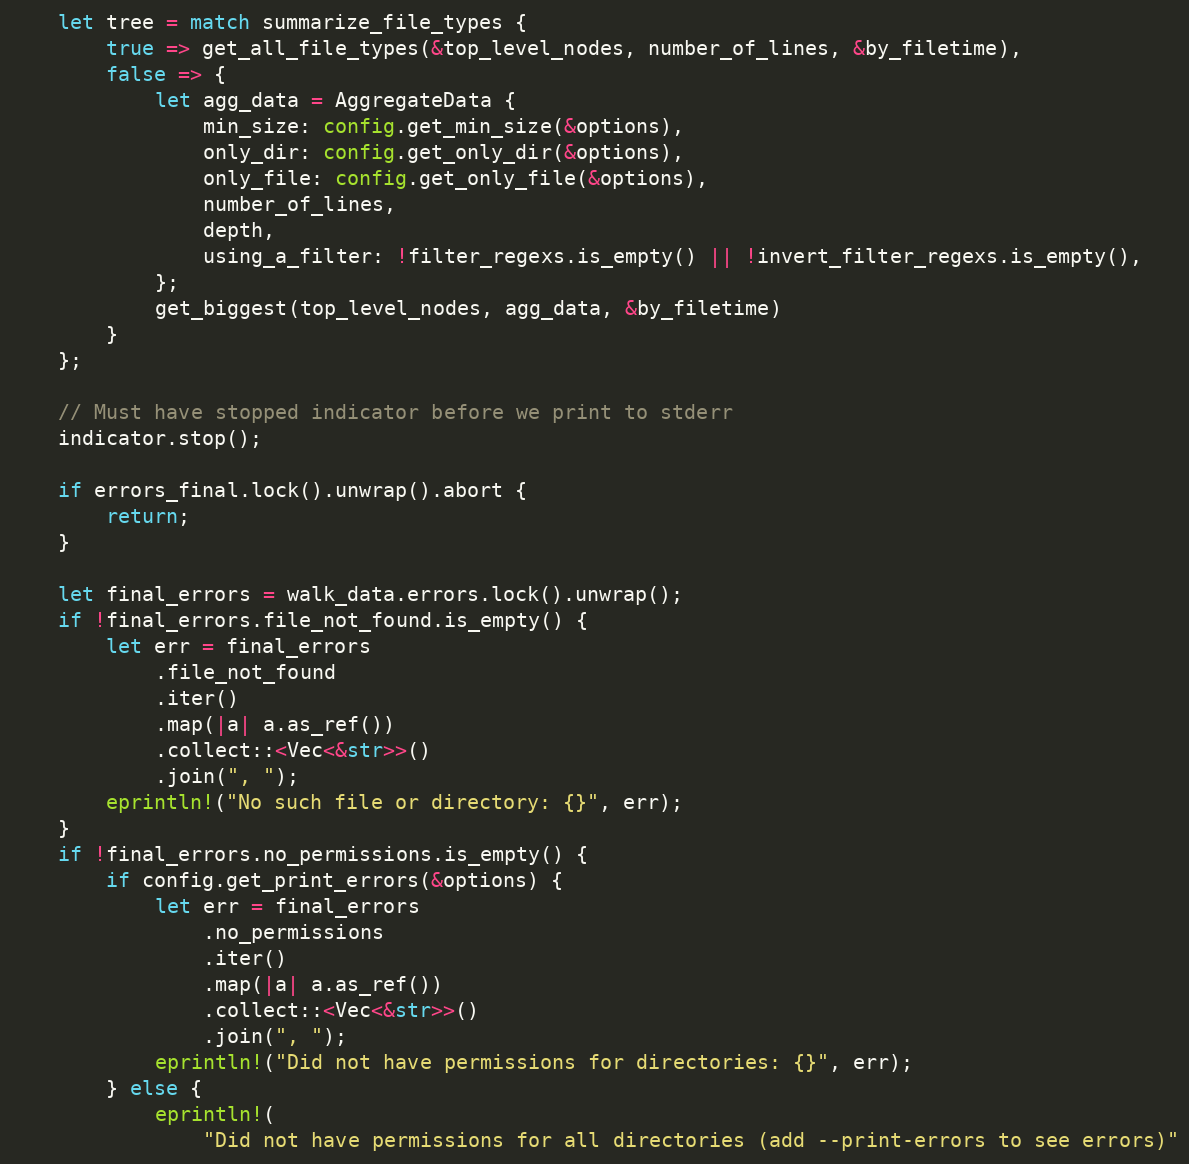 let tree = match summarize_file_types {
        true => get_all_file_types(&top_level_nodes, number_of_lines, &by_filetime),
        false => {
            let agg_data = AggregateData {
                min_size: config.get_min_size(&options),
                only_dir: config.get_only_dir(&options),
                only_file: config.get_only_file(&options),
                number_of_lines,
                depth,
                using_a_filter: !filter_regexs.is_empty() || !invert_filter_regexs.is_empty(),
            };
            get_biggest(top_level_nodes, agg_data, &by_filetime)
        }
    };

    // Must have stopped indicator before we print to stderr
    indicator.stop();

    if errors_final.lock().unwrap().abort {
        return;
    }

    let final_errors = walk_data.errors.lock().unwrap();
    if !final_errors.file_not_found.is_empty() {
        let err = final_errors
            .file_not_found
            .iter()
            .map(|a| a.as_ref())
            .collect::<Vec<&str>>()
            .join(", ");
        eprintln!("No such file or directory: {}", err);
    }
    if !final_errors.no_permissions.is_empty() {
        if config.get_print_errors(&options) {
            let err = final_errors
                .no_permissions
                .iter()
                .map(|a| a.as_ref())
                .collect::<Vec<&str>>()
                .join(", ");
            eprintln!("Did not have permissions for directories: {}", err);
        } else {
            eprintln!(
                "Did not have permissions for all directories (add --print-errors to see errors)"